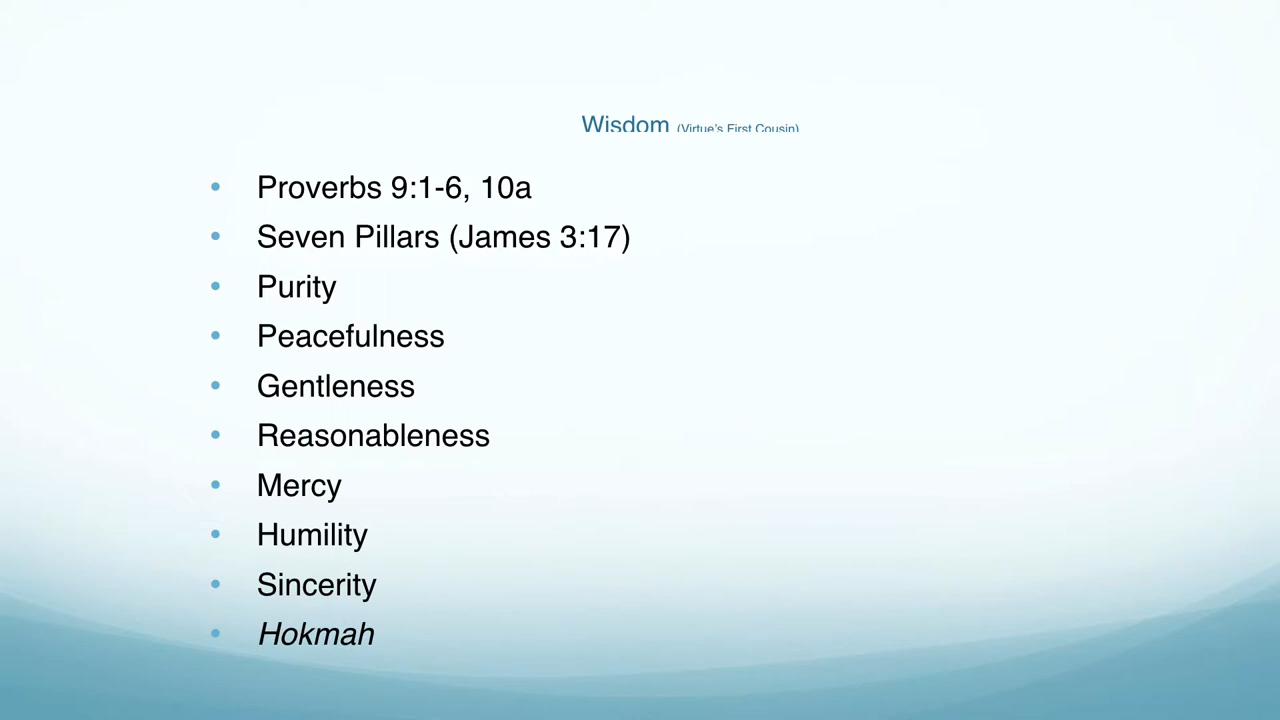 Wisdom (Virtue's First Cousin)
• Proverbs 9:1-6, 10a
• Seven Pillars (James 3:17)
• Purity
• Peacefulness
• Gentleness
• Reasonableness
• Mercy
• Humility
• Sincerity
• Hokmah